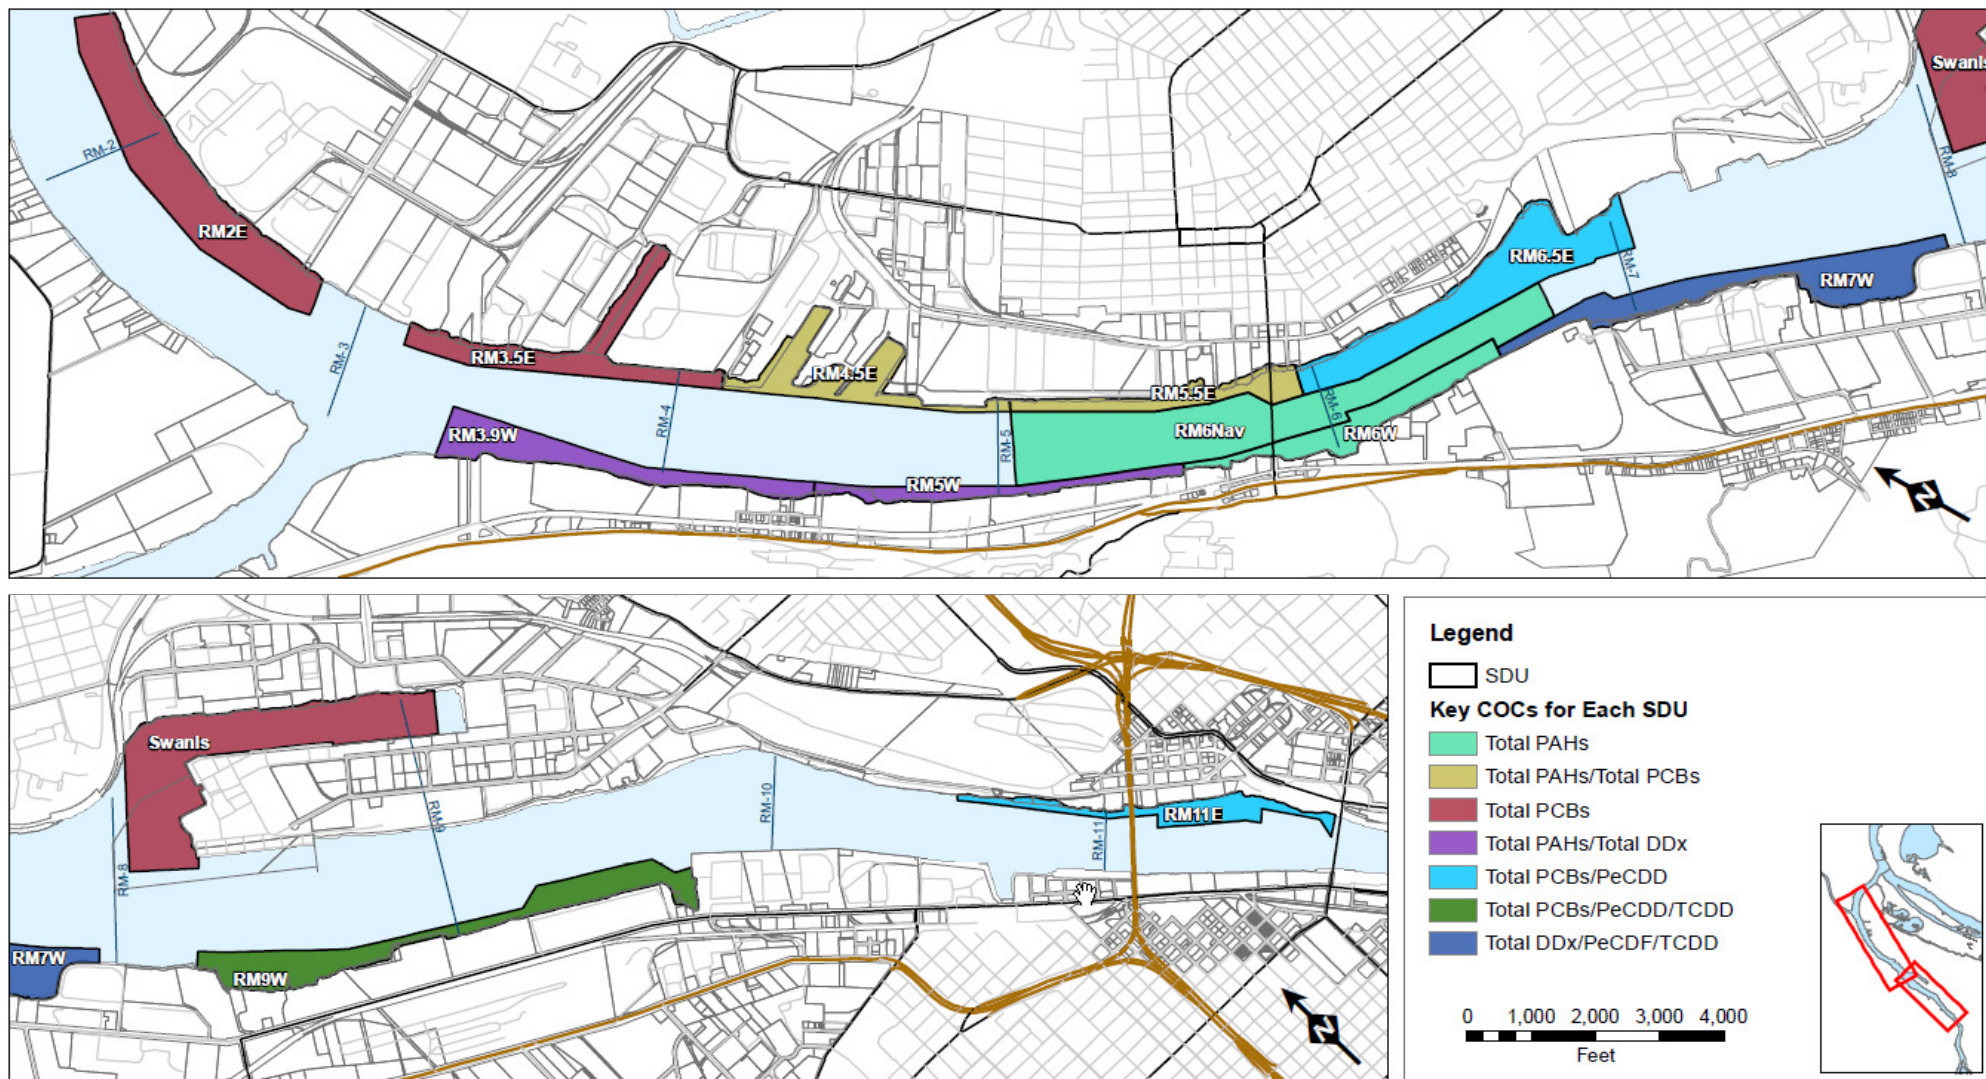 Swanls
RM-2
RM2E
RM-3
RM3.5E
RM-4
RM4.5E
RM3.9W
RM5W
RM-5
RM5.5E
RM6Nav
RM-6
RM6W
RM6.5E
RM-7
RM7W
RM-8
N
Swanls
RM-8
RM-9
RM-10
RM-11
RM11E
RM7W
RM9W
N
Legend
SDU
Key COCs for Each SDU
Total PAHs
Total PAHs/Total PCBs
Total PCBs
Total PAHs/Total DDx
Total PCBs/PeCDD
Total PCBs/PeCDD/TCDD
Total DDx/PeCDF/TCDD
0 1,000 2,000 3,000 4,000
Feet